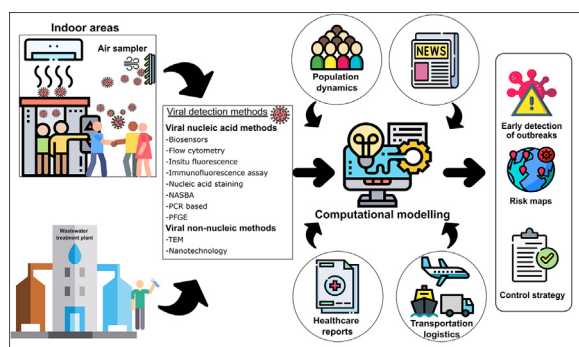 Indoor areas
Air sampler
Wastewater
treatment plant
Viral detection methods
Viral nucleic acid methods
-Biosensors
-Flow cytometry
-Insitu fluorescence
-Immunofluorescence assay
-Nucleic acid staining
-NASBA
-PCR based
-PFGE
Viral non-nucleic methods
-TEM
-Nanotechnology
Population
dynamics
NEWS
Computational modelling
Healthcare
reports
Transportation
logistics
Early detection
of outbreaks
Risk maps
Control strategy